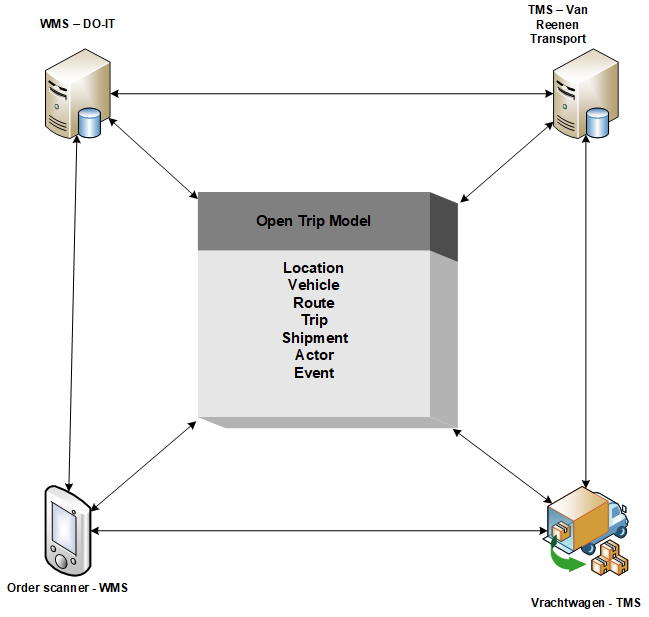 WMS – DO-IT
TMS – Van
Reenen
Transport
Open Trip Model
Location
Vehicle
Route
Trip
Shipment
Actor
Event
Order scanner - WMS
Vrachtwagen - TMS